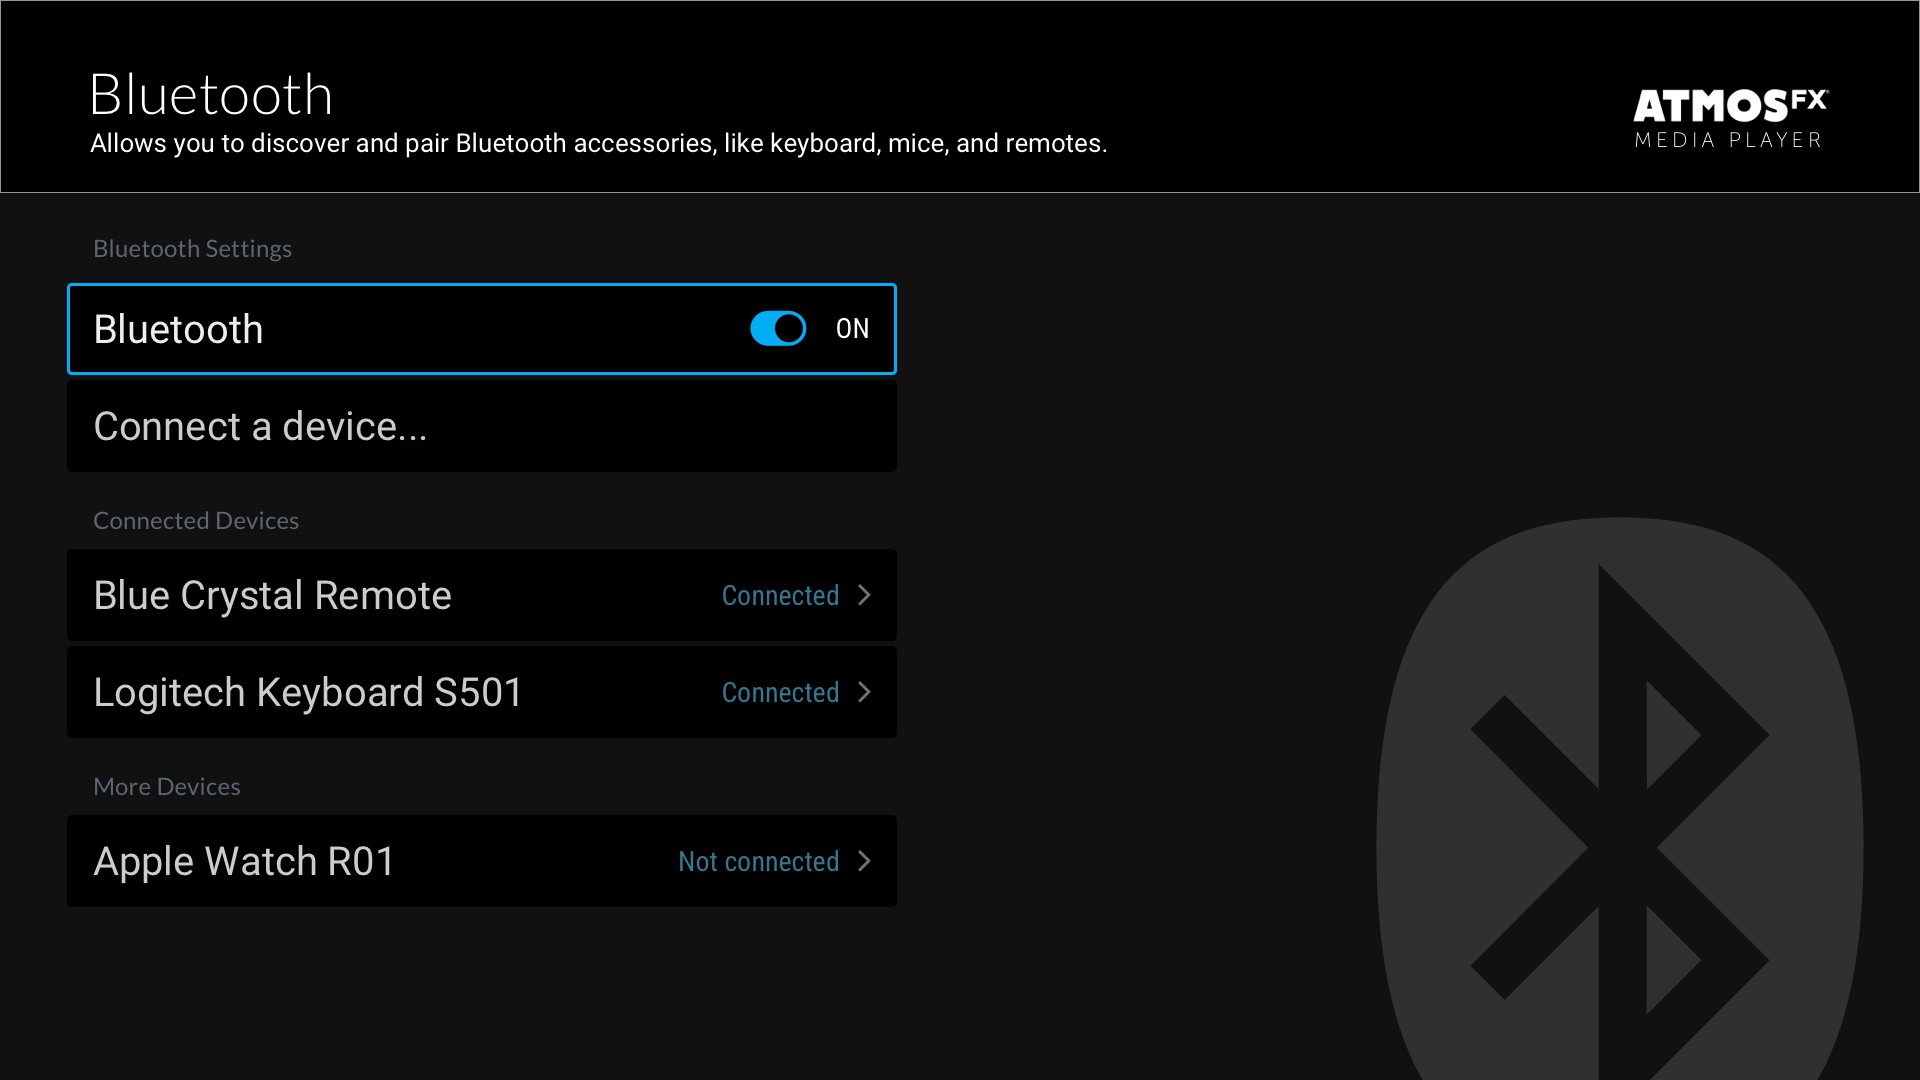 Bluetooth
Allows you to discover and pair Bluetooth accessories, like keyboard, mice, and remotes.
ATMOSFX®
MEDIA PLAYER
Bluetooth Settings
Bluetooth ON
Connect a device...
Connected Devices
Blue Crystal Remote Connected
Logitech Keyboard S501 Connected
More Devices
Apple Watch R01 Not connected